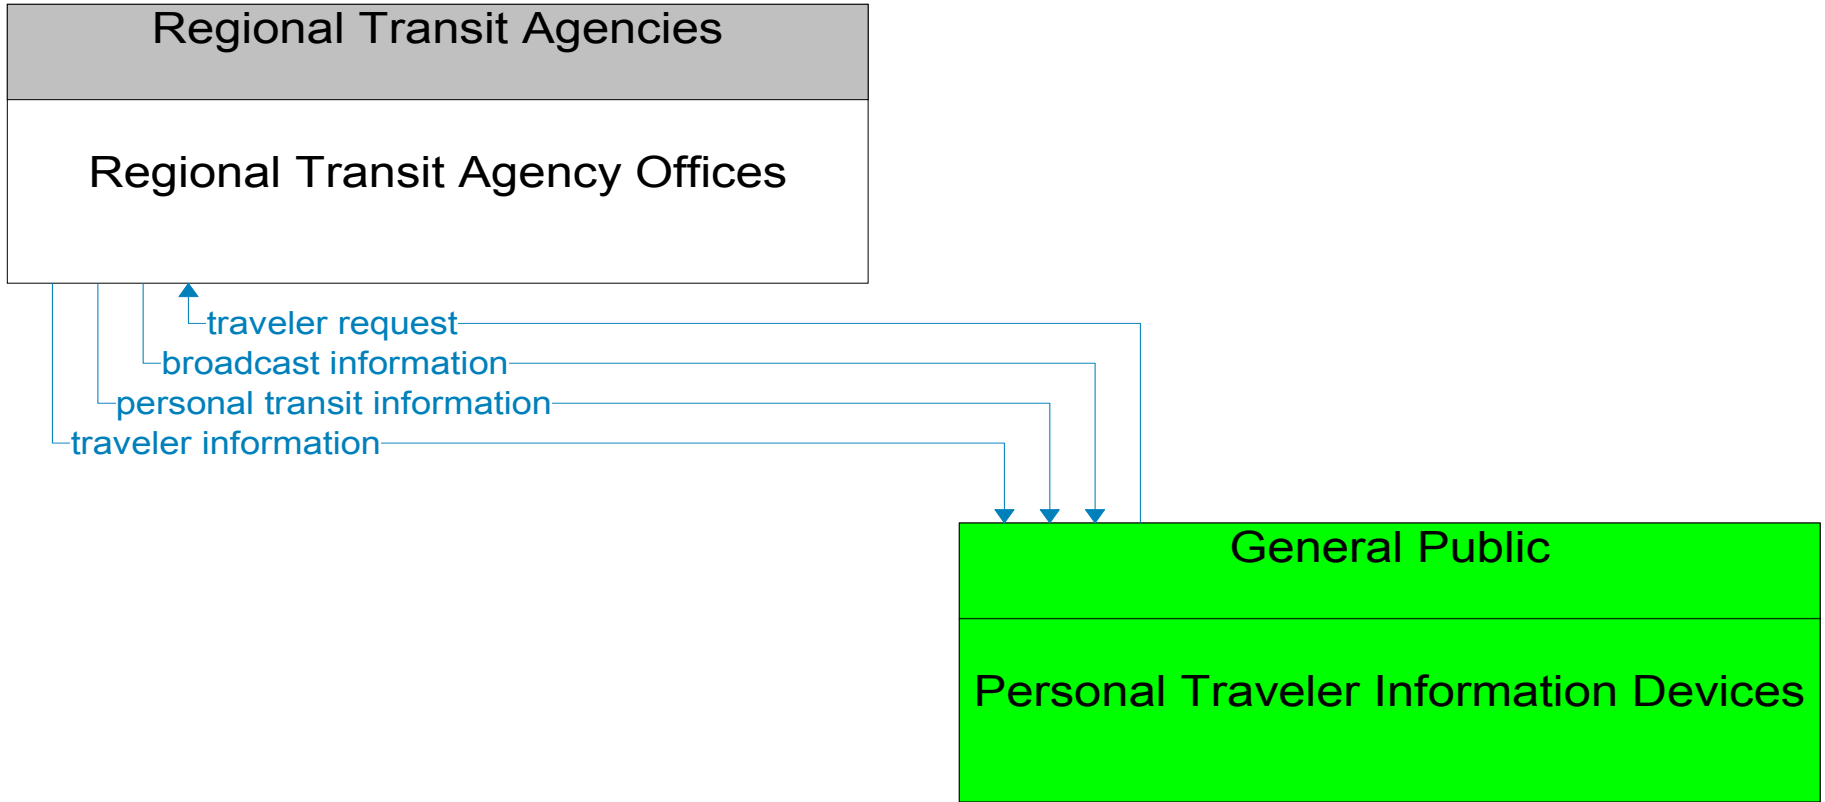 Regional Transit Agencies
Regional Transit Agency Offices
traveler request
broadcast information
personal transit information
traveler information
General Public
Personal Traveler Information Devices